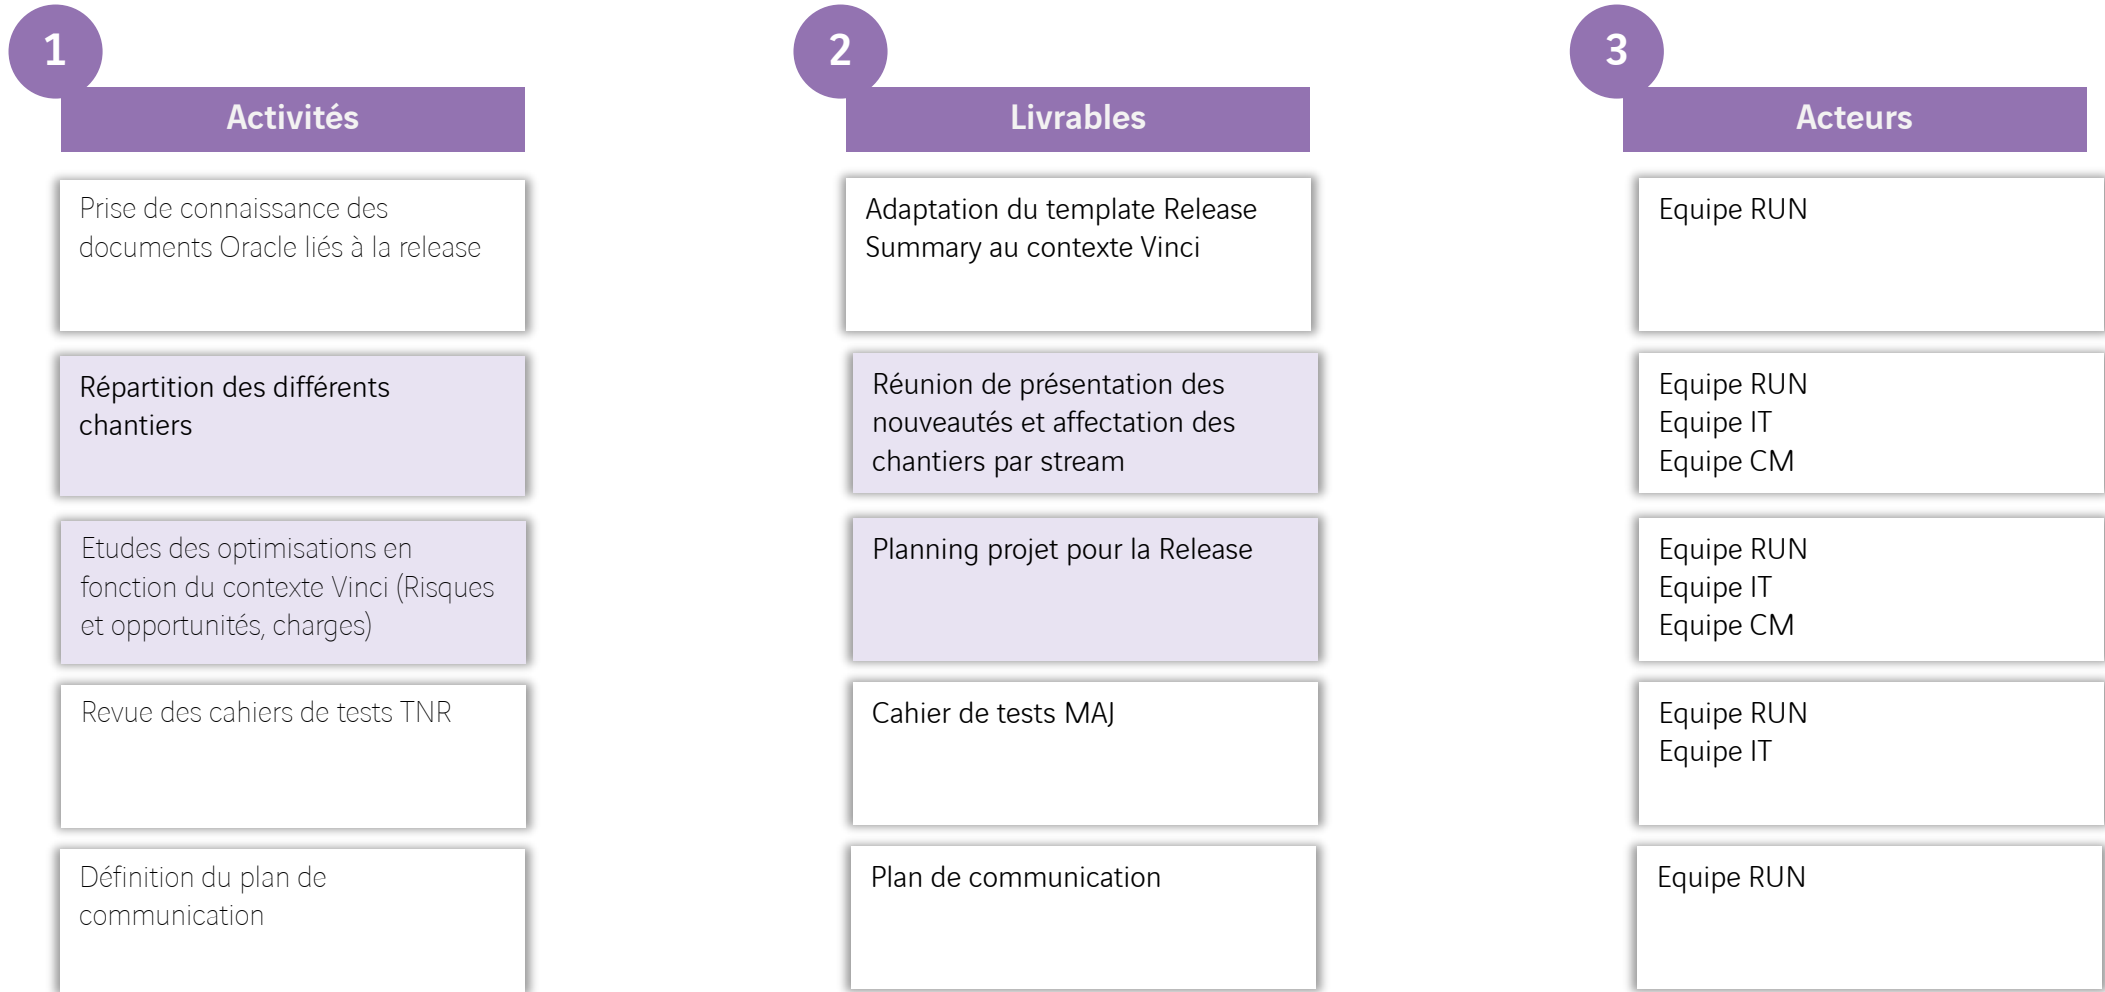 1
Activités
Prise de connaissance des
documents Oracle liés à la release
Répartition des différents
chantiers
Etudes des optimisations en
fonction du contexte Vinci (Risques
et opportunités, charges)
Revue des cahiers de tests TNR
Définition du plan de
communication
2
Livrables
Adaptation du template Release
Summary au contexte Vinci
Réunion de présentation des
nouveautés et affectation des
chantiers par stream
Planning projet pour la Release
Cahier de tests MAJ
Plan de communication
3
Acteurs
Equipe RUN
Equipe RUN
Equipe IT
Equipe CM
Equipe RUN
Equipe IT
Equipe CM
Equipe RUN
Equipe IT
Equipe RUN